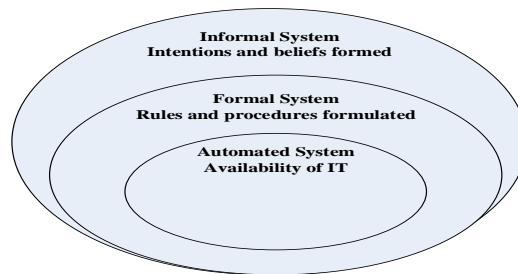 Informal System
Intentions and beliefs formed
Formal System
Rules and procedures formulated
Automated System
Availability of IT